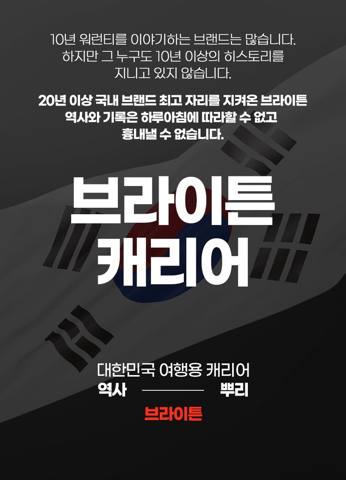 10년 워런티를 이야기하는 브랜드는 많습니다.
하지만 그 누구도 10년 이상의 히스토리를
지니고 있지 않습니다.
20년 이상 국내 브랜드 최고 자리를 지켜온 브라이튼
역사와 기록은 하루아침에 따라할 수 없고
흉내낼 수 없습니다.
브라이튼
캐리어
대한민국 여행용 캐리어
역사 ─── 뿌리
브라이튼